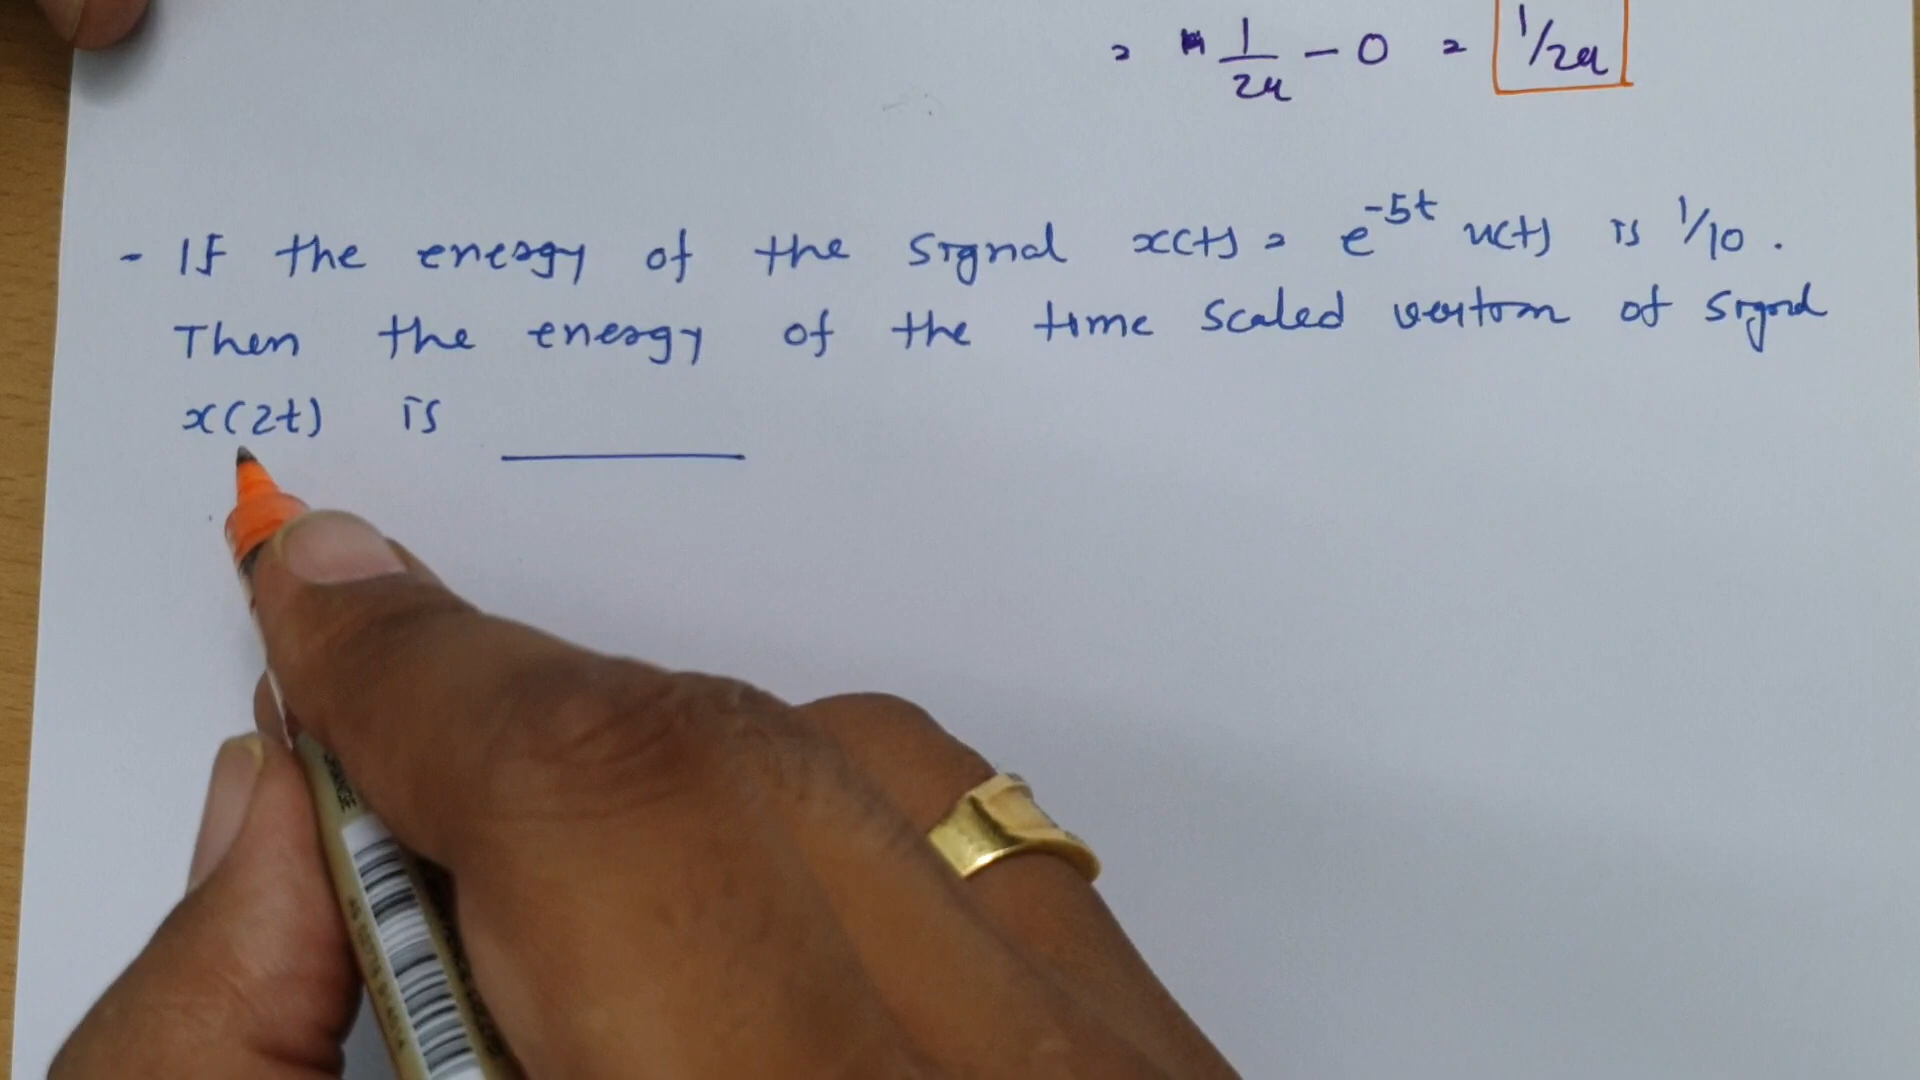 = 1/2a - 0 = 1/2a
- If the energy of the signal x(t) = e^-5t u(t) is 1/10.
Then the energy of the time scaled version of signal
x(2t) is ______